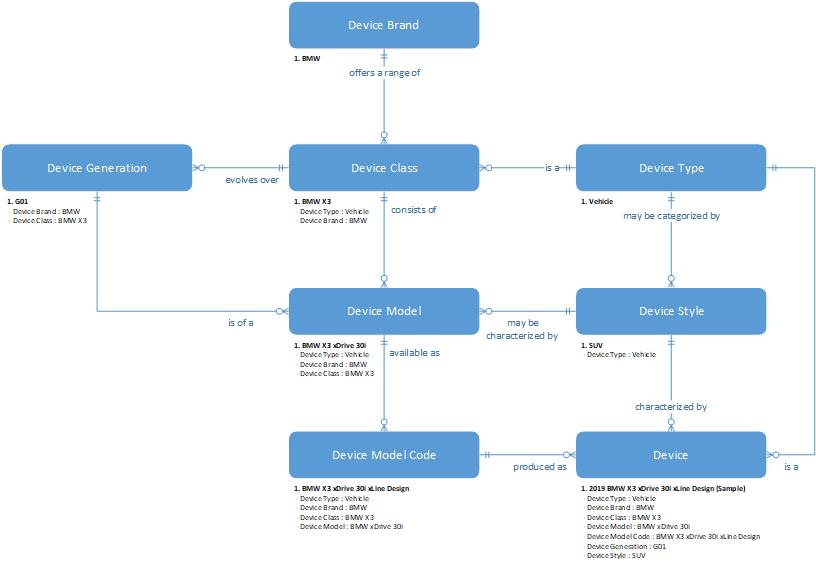 Device Brand
1. BMW
offers a range of
Device Generation
Device Class
Device Type
evolves over
is a
1. G01
· Device Brand : BMW
· Device Class : BMW X3
1. BMW X3
· Device Type : Vehicle
· Device Brand : BMW
consists of
1. Vehicle
may be categorized by
Device Model
Device Style
is of a
may be
characterized by
1. BMW X3 xDrive 30i
· Device Type : Vehicle
· Device Brand : BMW
· Device Class : BMW X3
available as
1. SUV
· Device Type : Vehicle
characterized by
Device Model Code
Device
produced as
is a
1. BMW X3 xDrive 30i xLine Design
· Device Type : Vehicle
· Device Brand : BMW
· Device Class : BMW X3
· Device Model : BMW xDrive 30i
1. 2019 BMW X3 xDrive 30i xLine Design (Sample)
· Device Type : Vehicle
· Device Brand : BMW
· Device Class : BMW X3
· Device Model : BMW xDrive 30i
· Device Model Code : BMW X3 xDrive 30i xLine Design
· Device Generation : G01
· Device Style : SUV